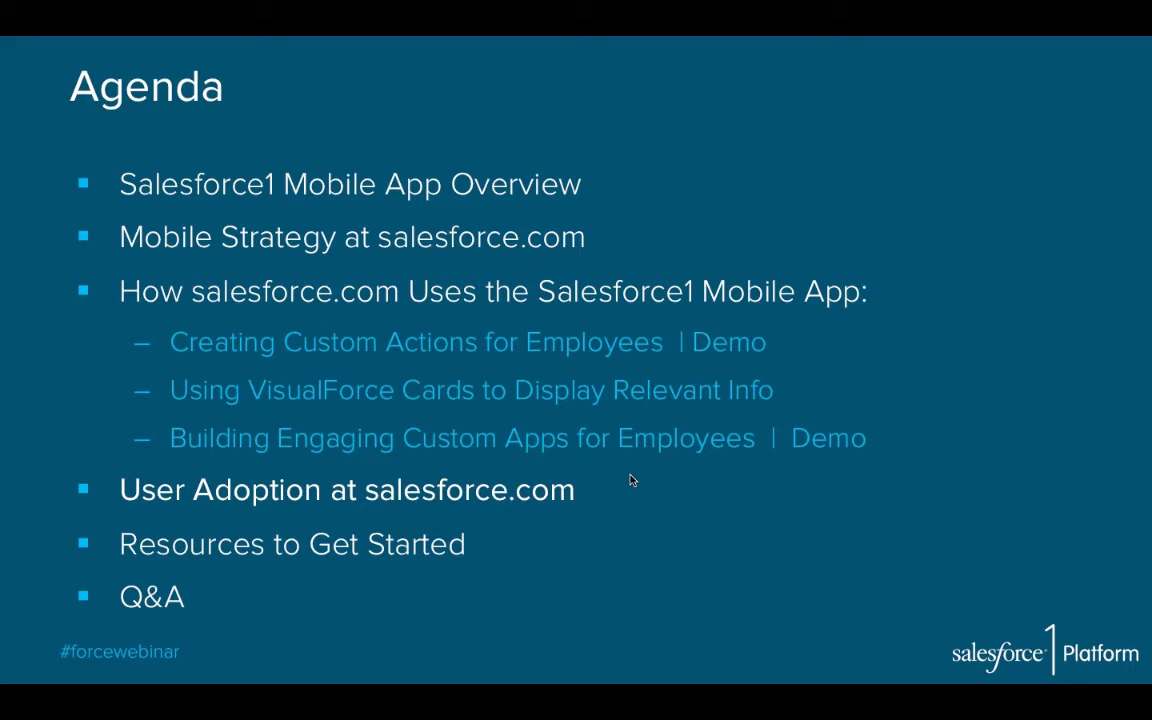 Agenda
▪ Salesforce1 Mobile App Overview
▪ Mobile Strategy at salesforce.com
▪ How salesforce.com Uses the Salesforce1 Mobile App:
– Creating Custom Actions for Employees | Demo
– Using VisualForce Cards to Display Relevant Info
– Building Engaging Custom Apps for Employees | Demo
▪ User Adoption at salesforce.com
▪ Resources to Get Started
▪ Q&A
#forcewebinar
salesforce1 Platform